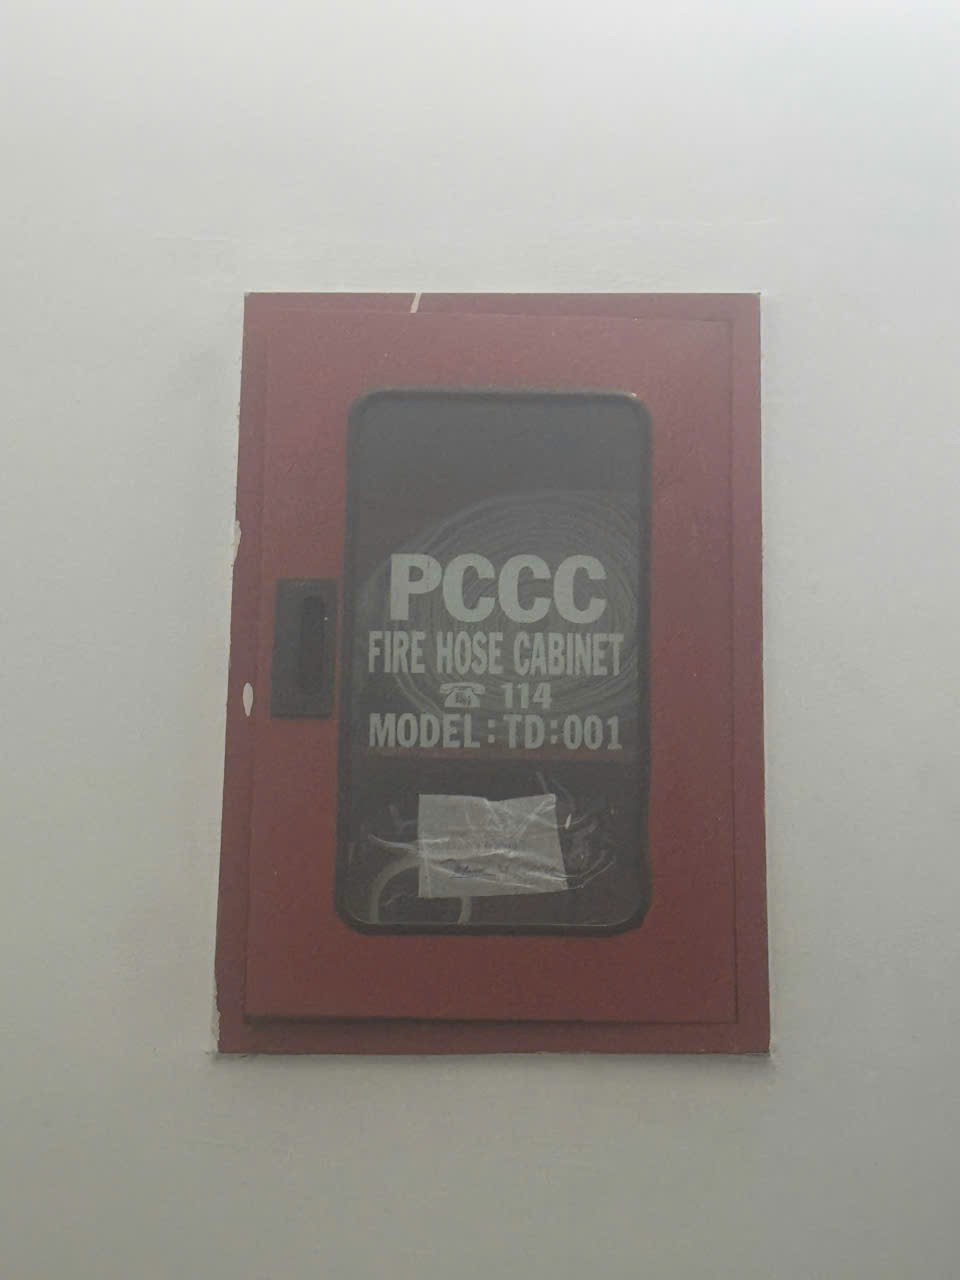 PCCC
FIRE HOSE CABINET
☎ 114
MODEL : TD:001